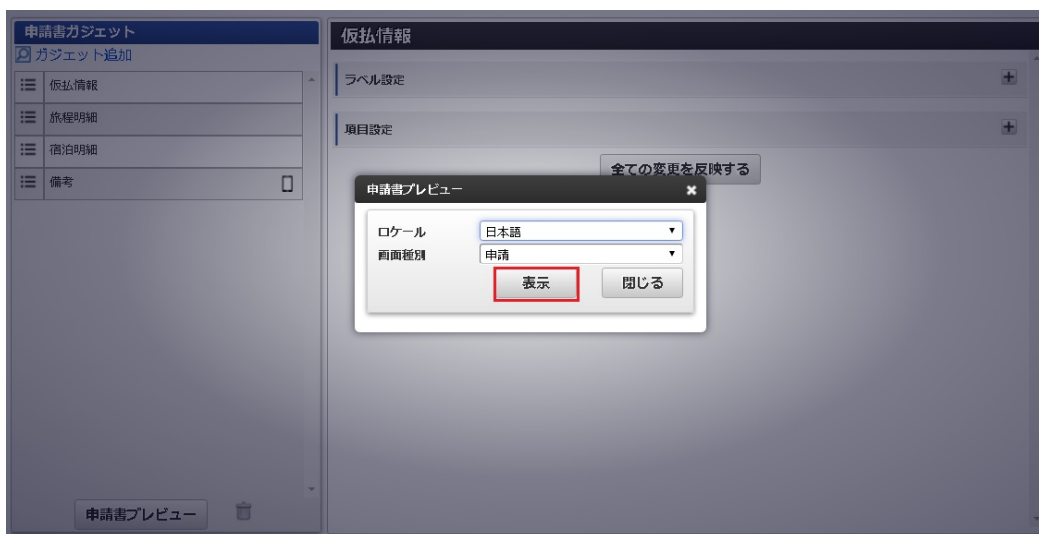 申請書ガジェット
ガジェット追加
仮払情報
旅程明細
宿泊明細
備考
申請書プレビュー
仮払情報
ラベル設定
項目設定
全ての変更を反映する
申請書プレビュー
ロケール
日本語
画面種別
申請
表示
閉じる